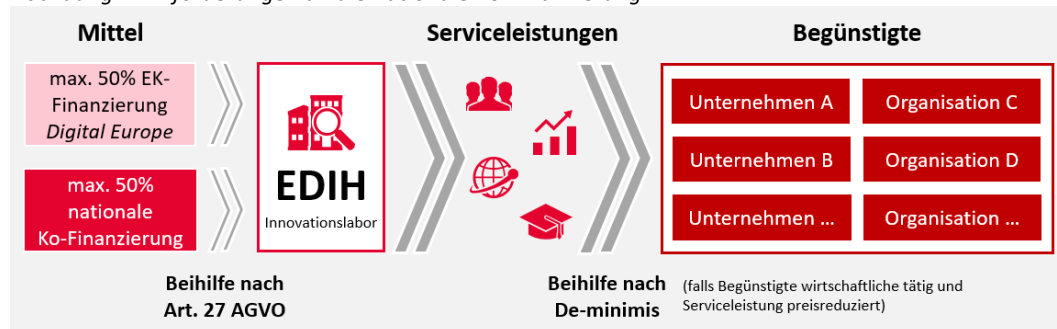 Mittel
Serviceleistungen
Begünstigte
max. 50% EK-
Finanzierung
Digital Europe
max. 50%
nationale
Ko-Finanzierung
EDIH
Innovationslabor
Unternehmen A
Organisation C
Unternehmen B
Organisation D
Unternehmen ...
Organisation ...
Beihilfe nach
Art. 27 AGVO
Beihilfe nach
De-minimis
(falls Begünstigte wirtschaftliche tätig und
Serviceleistung preisreduziert)